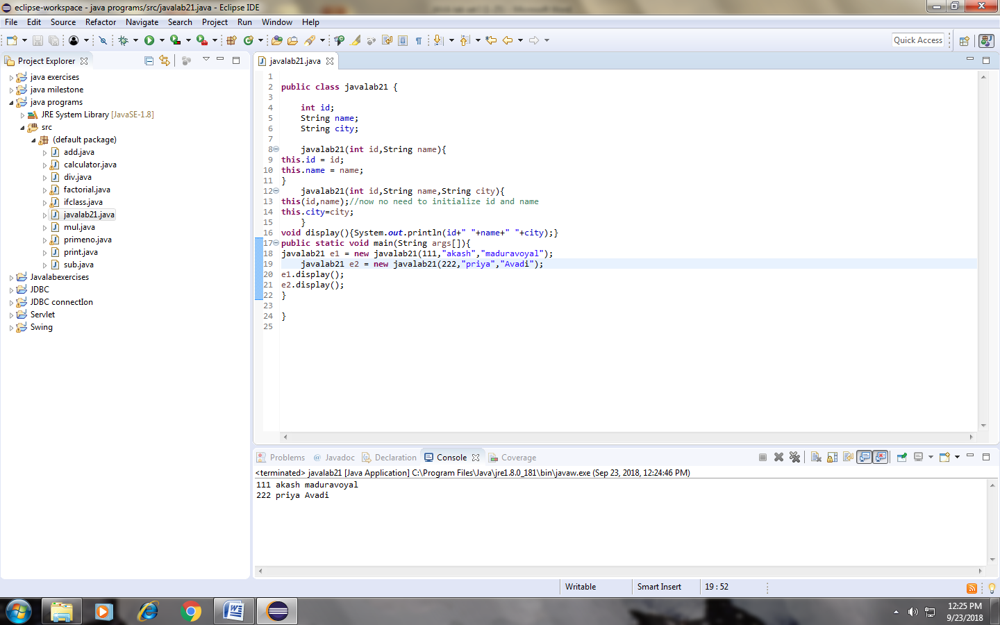 eclipse-workspace - java programs/src/javalab21.java - Eclipse IDE
File Edit Source Refactor Navigate Search Project Run Window Help
Quick Access
Project Explorer
java exercises
java milestone
java programs
JRE System Library [JavaSE-1.8]
src
(default package)
add.java
calculator.java
div.java
factorial.java
ifclass.java
javalab21.java
mul.java
primeno.java
print.java
sub.java
Javalabexercises
JDBC
JDBC connectIon
Servlet
Swing
javalab21.java
1
2 public class javalab21 {
3
4 int id;
5 String name;
6 String city;
7
8 javalab21(int id,String name){
9 this.id = id;
10 this.name = name;
11 }
12 javalab21(int id,String name,String city){
13 this(id,name);//now no need to initialize id and name
14 this.city=city;
15 }
16 void display(){System.out.println(id+" "+name+" "+city);}
17 public static void main(String args[]){
18 javalab21 e1 = new javalab21(111,"akash","maduravoyal");
19 javalab21 e2 = new javalab21(222,"priya","Avadi");
20 e1.display();
21 e2.display();
22 }
23
24 }
25
Problems Javadoc Declaration Console Coverage
<terminated> javalab21 [Java Application] C:\Program Files\Java\jre1.8.0_181\bin\javaw.exe (Sep 23, 2018, 12:24:46 PM)
111 akash maduravoyal
222 priya Avadi
Writable Smart Insert 19 : 52
12:25 PM
9/23/2018